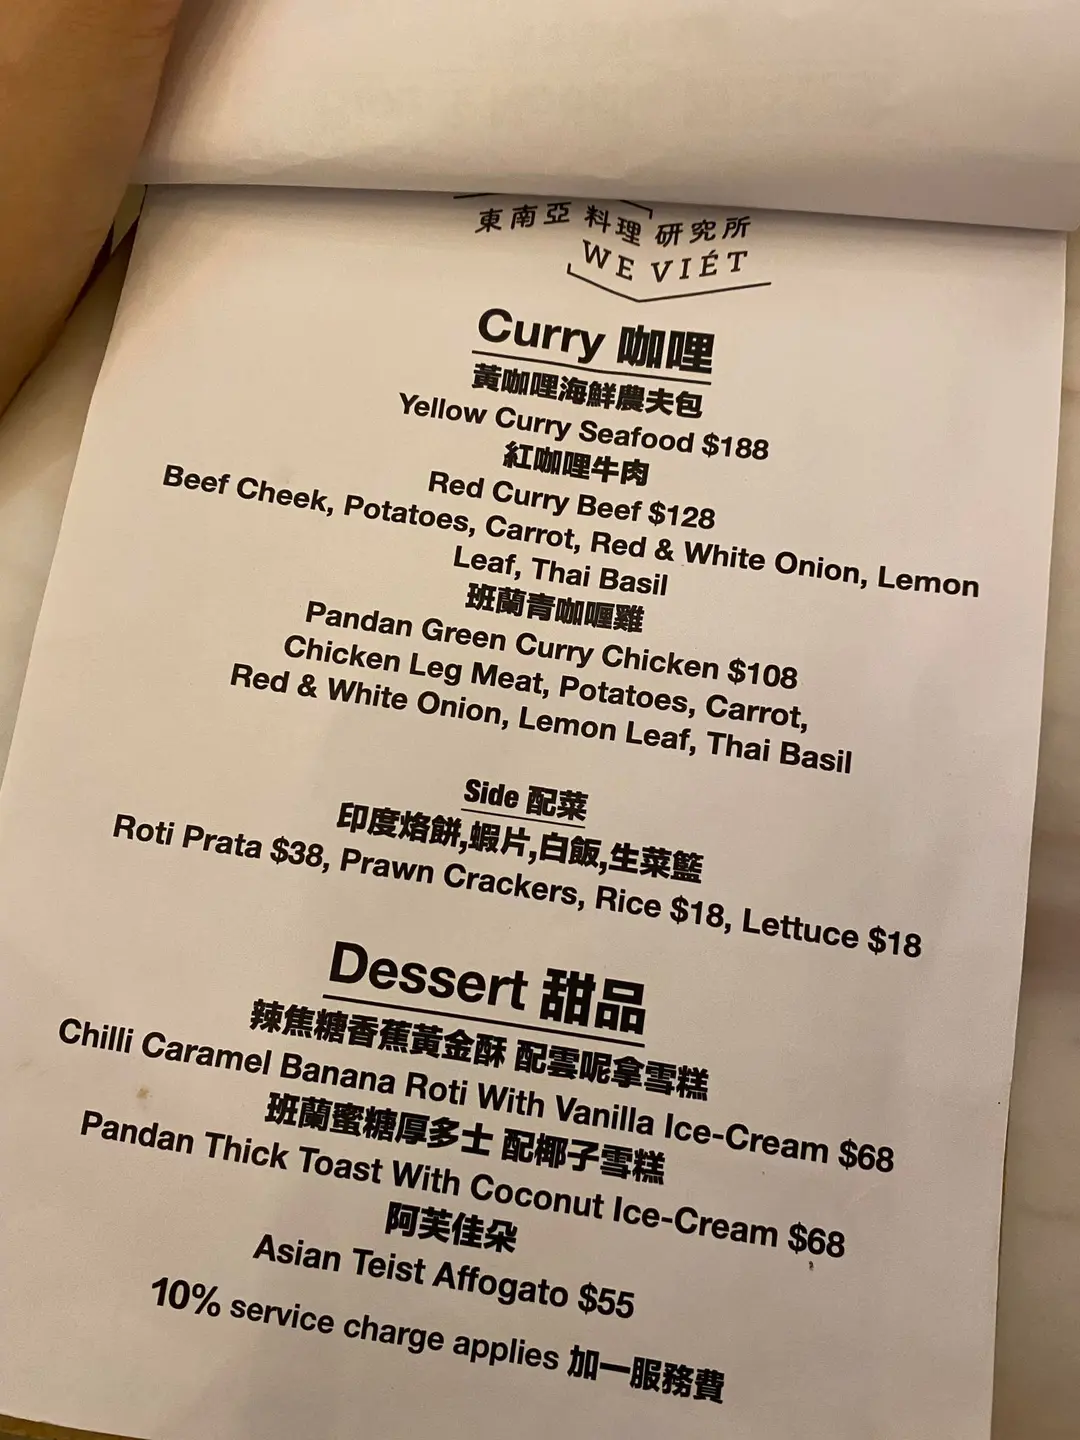 東南亞 料理 研究所
WE VIÉT
Curry 咖哩
黃咖哩海鮮農夫包
Yellow Curry Seafood $188
紅咖哩牛肉
Red Curry Beef $128
Beef Cheek, Potatoes, Carrot, Red & White Onion, Lemon
Leaf, Thai Basil
班蘭青咖喱雞
Pandan Green Curry Chicken $108
Chicken Leg Meat, Potatoes, Carrot,
Red & White Onion, Lemon Leaf, Thai Basil
Side 配菜
印度烙餅,蝦片,白飯,生菜籃
Roti Prata $38, Prawn Crackers, Rice $18, Lettuce $18
Dessert 甜品
辣焦糖香蕉黃金酥 配雲呢拿雪糕
Chilli Caramel Banana Roti With Vanilla Ice-Cream $68
班蘭蜜糖厚多士 配椰子雪糕
Pandan Thick Toast With Coconut Ice-Cream $68
阿芙佳朵
Asian Teist Affogato $55
10% service charge applies 加一服務費